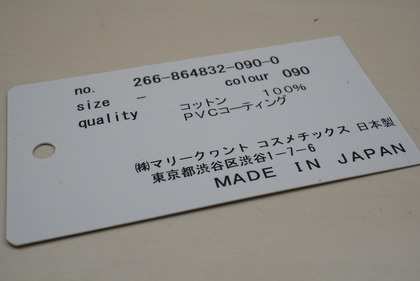 no. 266-864832-090-0
size – colour 090
quality コットン 100%
PVCコーティング
㈱マリークヮント コスメチックス 日本製
東京都渋谷区渋谷1-7-6
MADE IN JAPAN